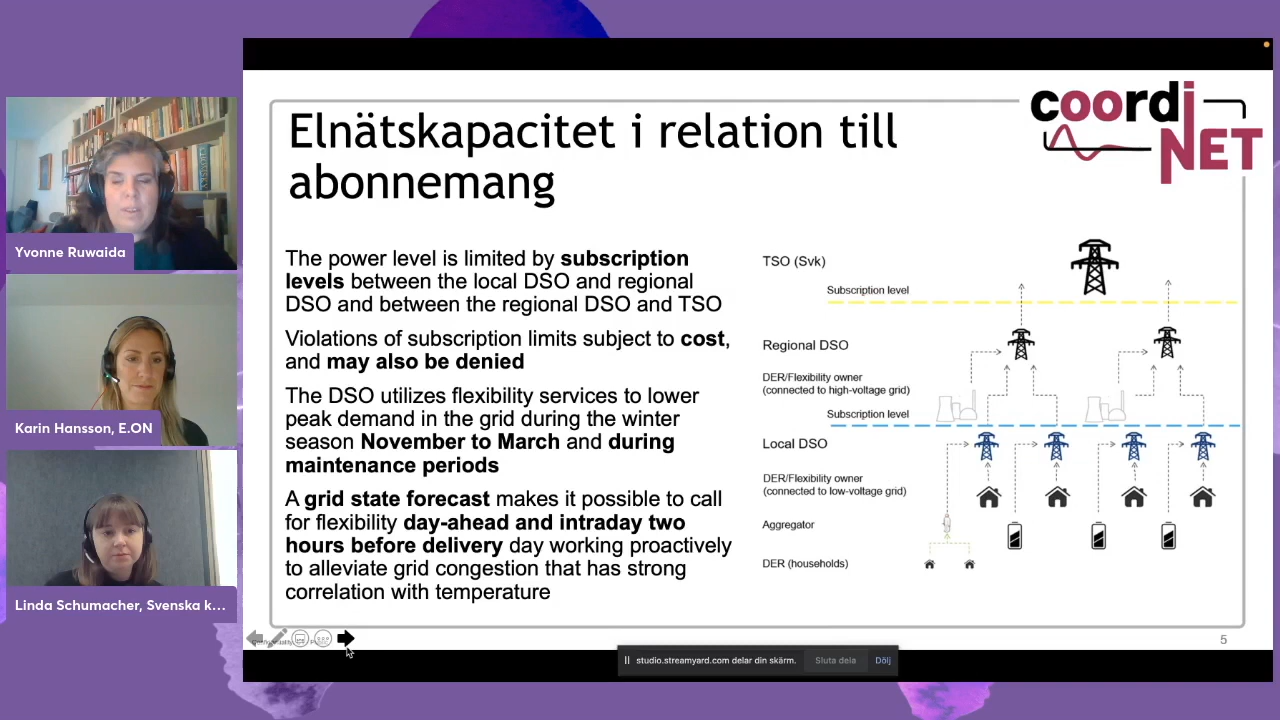 Elnätskapacitet i relation till
abonnemang
coordiNET
The power level is limited by subscription
levels between the local DSO and regional
DSO and between the regional DSO and TSO
Violations of subscription limits subject to cost,
and may also be denied
The DSO utilizes flexibility services to lower
peak demand in the grid during the winter
season November to March and during
maintenance periods
A grid state forecast makes it possible to call
for flexibility day-ahead and intraday two
hours before delivery day working proactively
to alleviate grid congestion that has strong
correlation with temperature
TSO (Svk)
Subscription level
Regional DSO
DER/Flexibility owner
(connected to high-voltage grid)
Subscription level
Local DSO
DER/Flexibility owner
(connected to low-voltage grid)
Aggregator
DER (households)
5
Yvonne Ruwaida
Karin Hansson, E.ON
Linda Schumacher, Svenska k...
studio.streamyard.com delar din skärm.
Sluta dela
Dölj